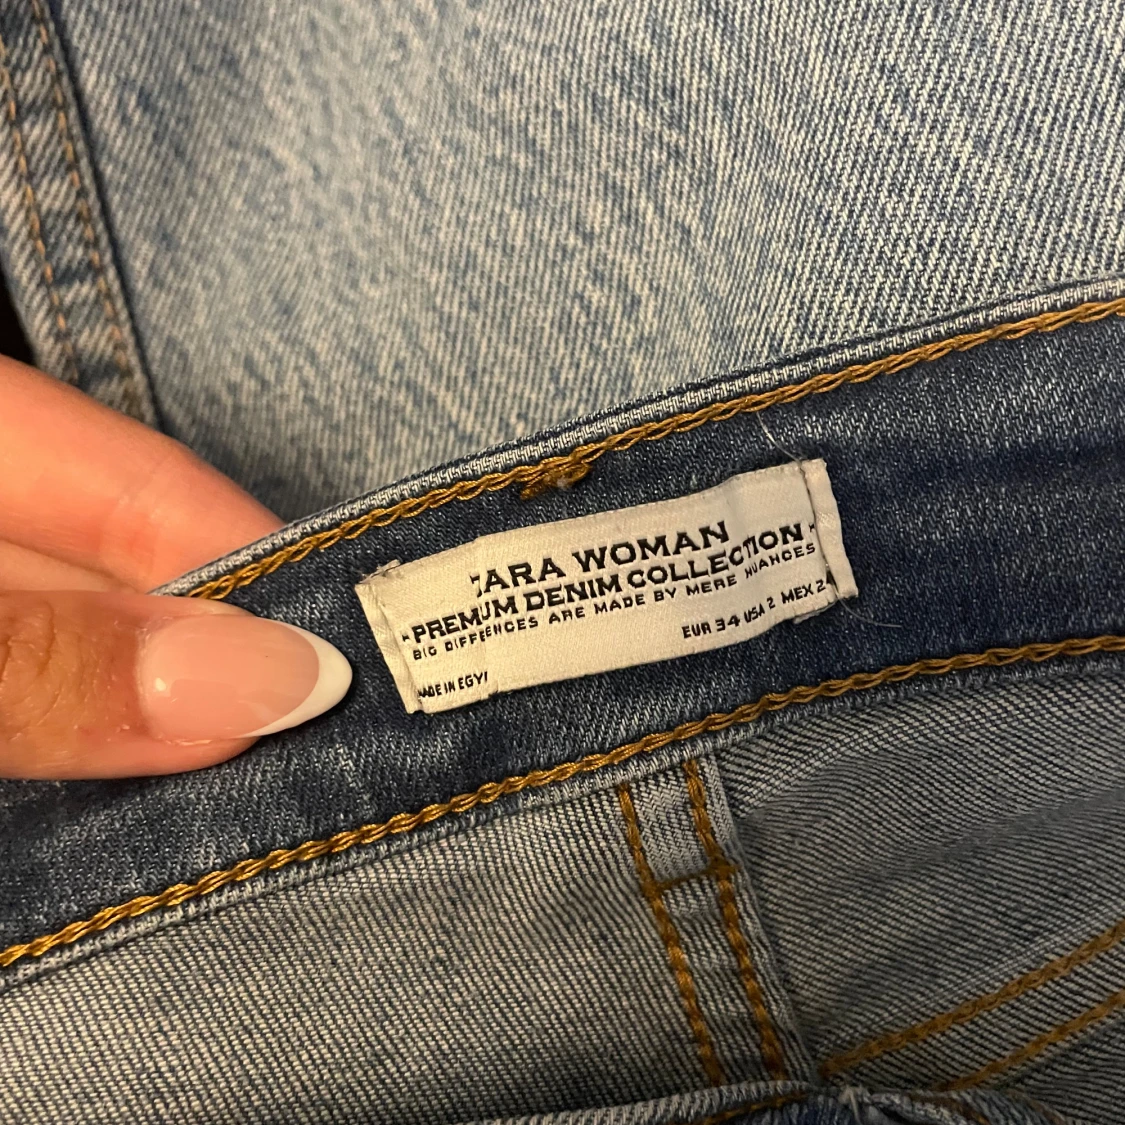 ZARA WOMAN
"PREMIUM DENIM COLLECTION"
BIG DIFFERENCES ARE MADE BY MERE NUANCES
EUR 34 USA 2 MEX 24
MADE IN EGY